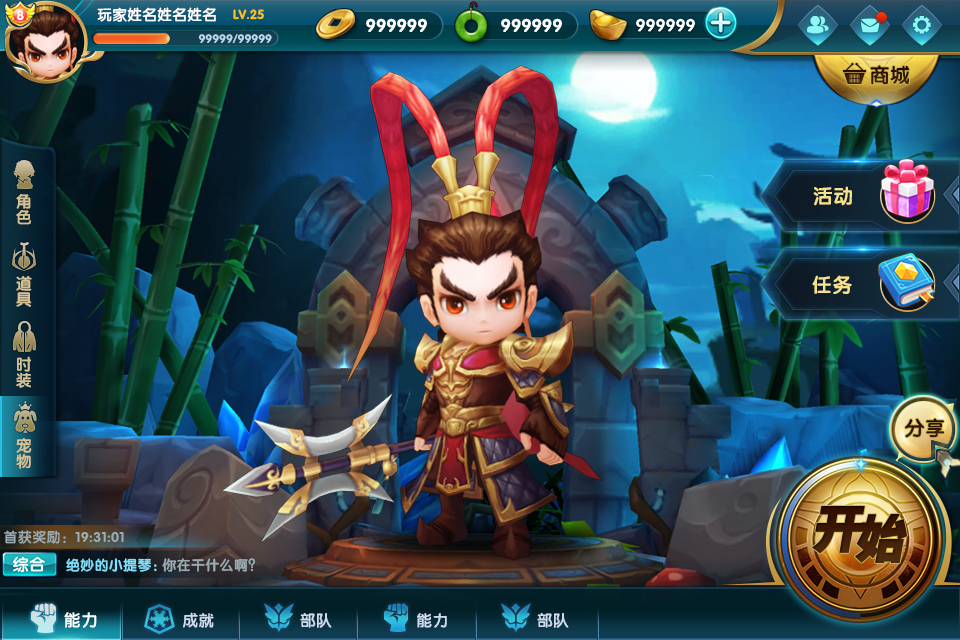 8
玩家姓名姓名姓名 LV.25
99999/99999
999999
999999
999999
商城
角色
道具
时装
宠物
活动
任务
分享
开始
首获奖励：19:31:01
综合 绝妙的小提琴：你在干什么啊？
能力
成就
部队
能力
部队